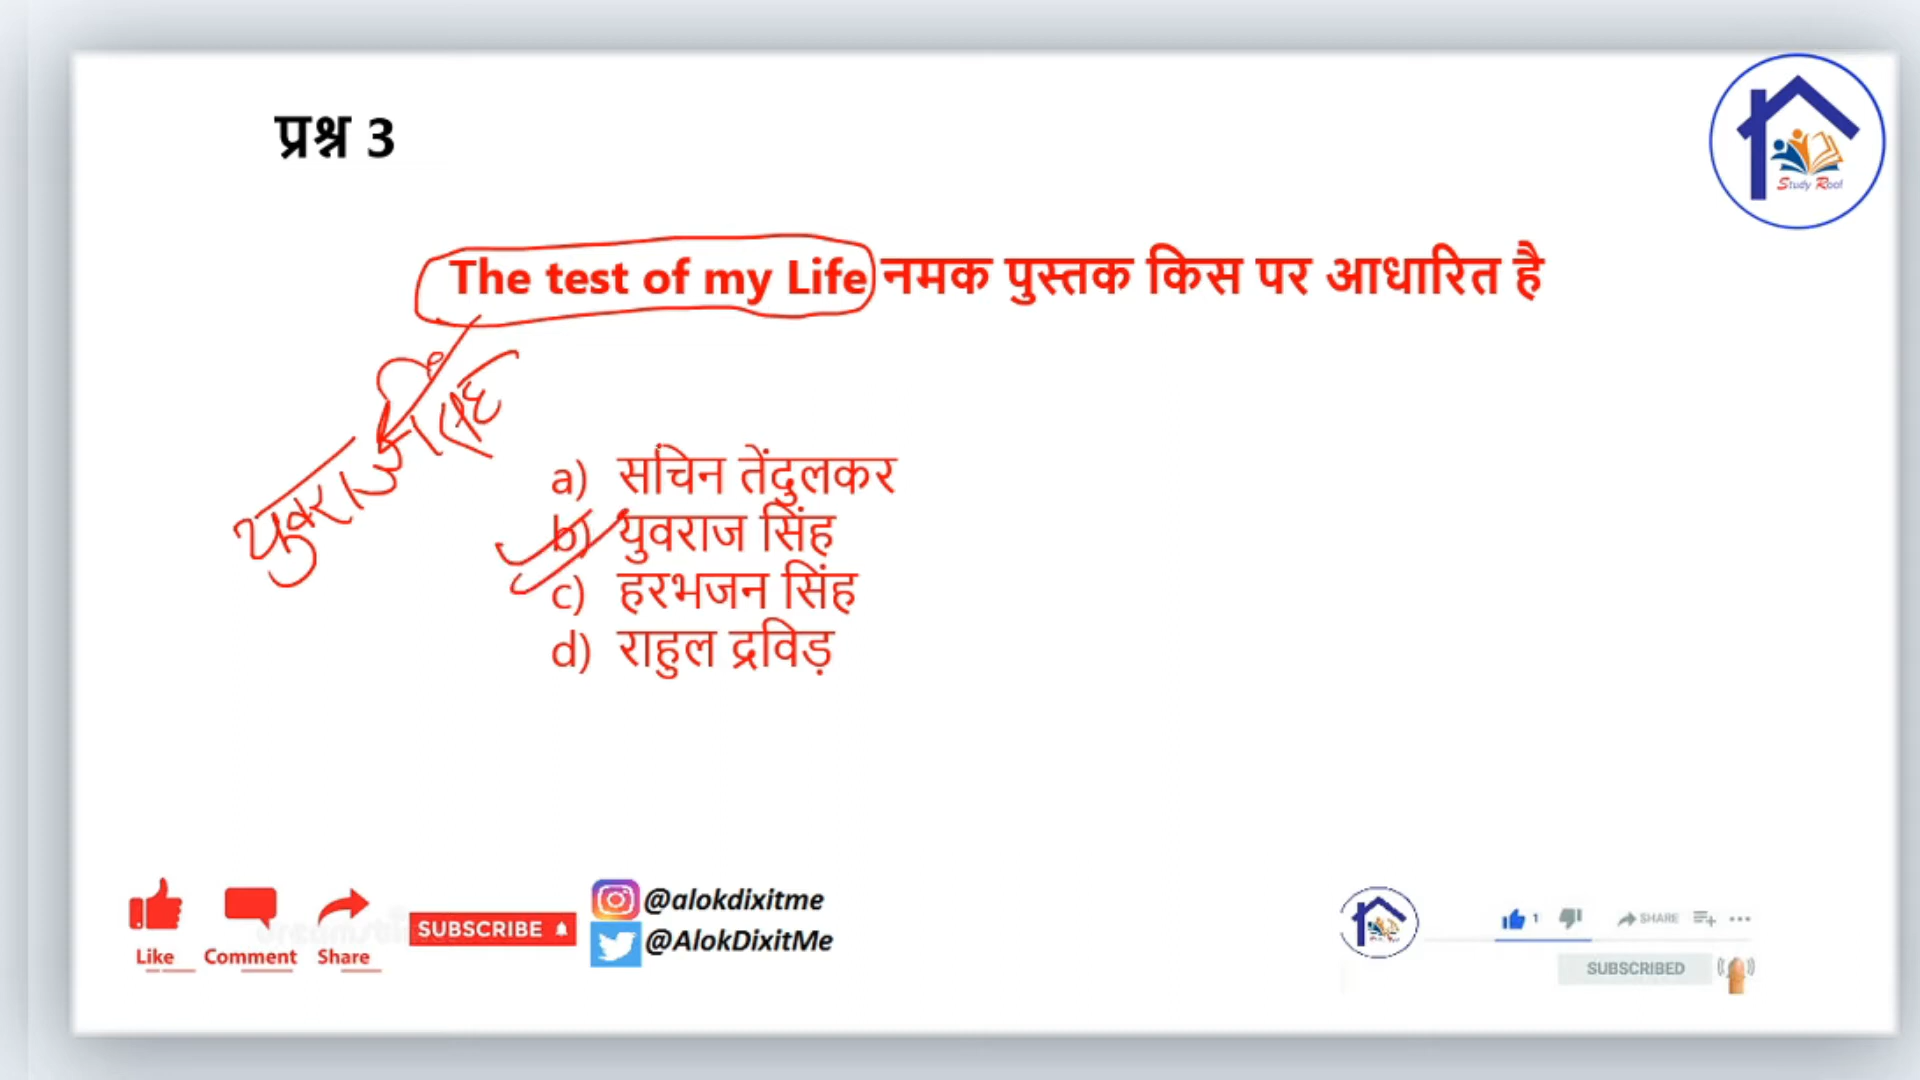 प्रश्न 3
Study Roof
The test of my Life नमक पुस्तक किस पर आधारित है
युवराज सिंह
a) सचिन तेंदुलकर
b) युवराज सिंह
c) हरभजन सिंह
d) राहुल द्रविड़
Like
Comment
Share
SUBSCRIBE
@alokdixitme
@AlokDixitMe
1
SHARE
SUBSCRIBED